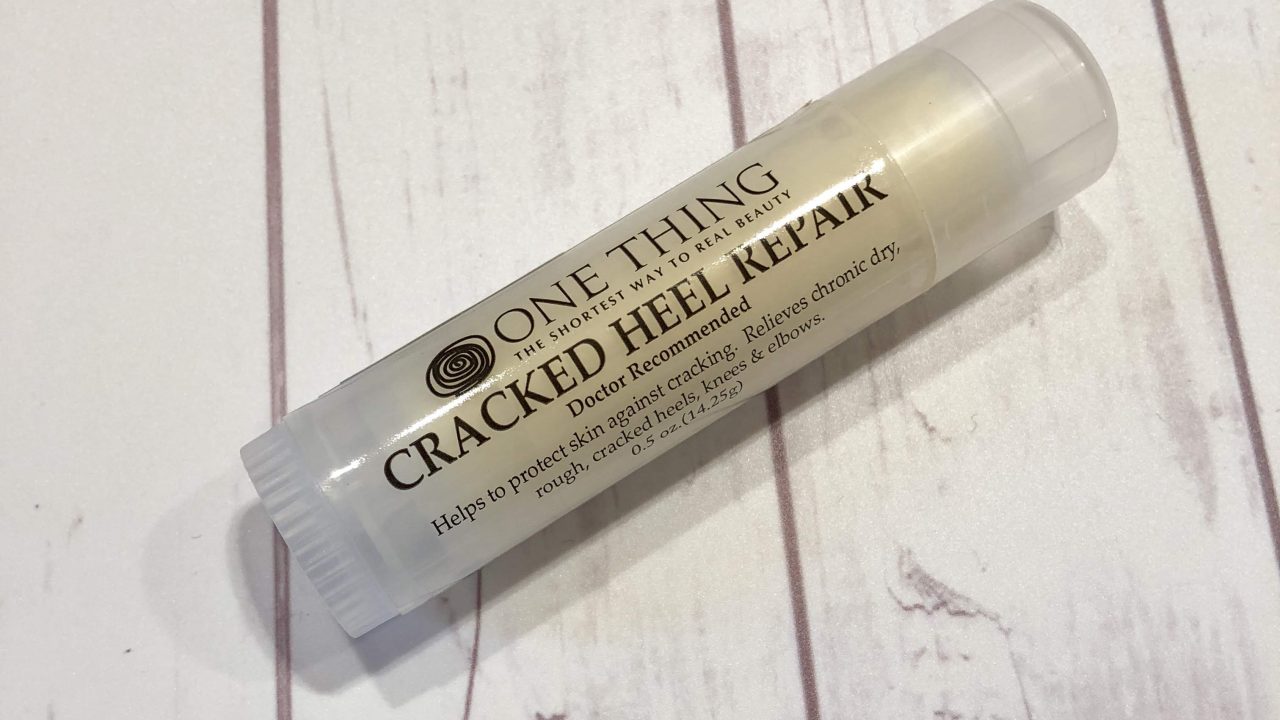 ONE THING
THE SHORTEST WAY TO REAL BEAUTY
CRACKED HEEL REPAIR
Doctor Recommended
Helps to protect skin against cracking. Relieves chronic dry,
rough, cracked heels, knees & elbows.
0.5 oz.(14.25g)